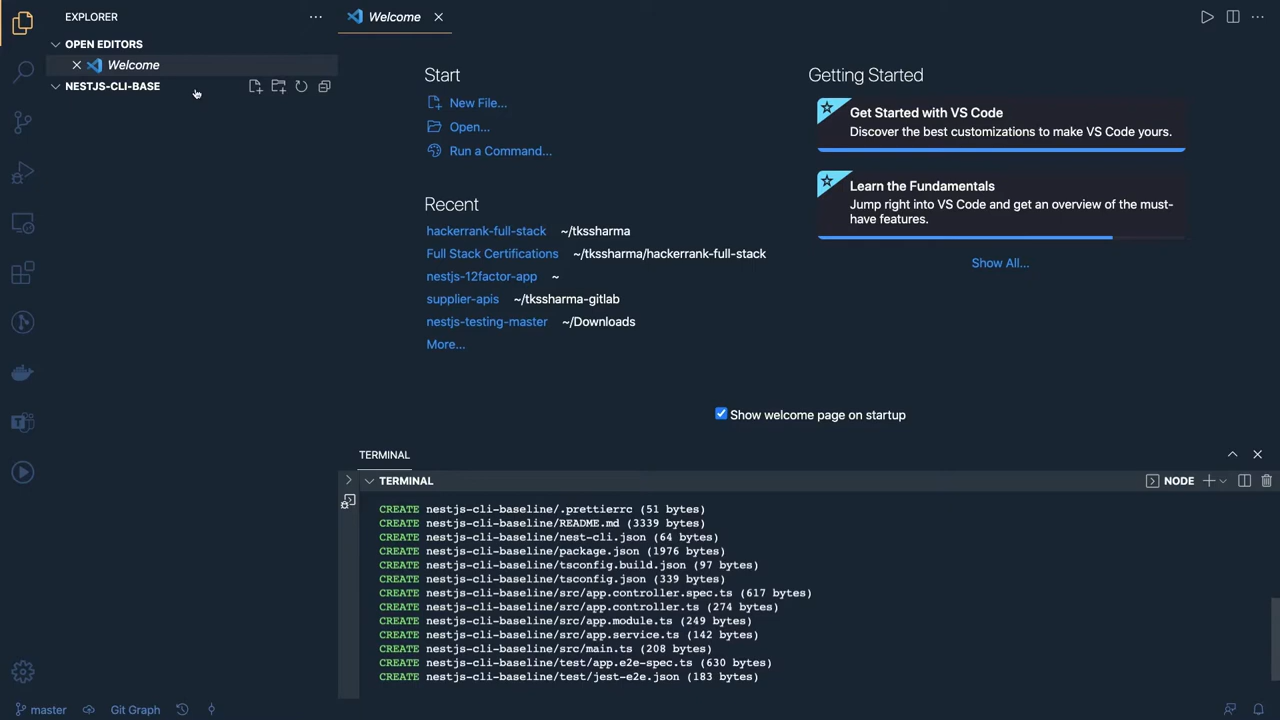 EXPLORER
OPEN EDITORS
Welcome
NESTJS-CLI-BASE
Welcome
Start
New File...
Open...
Run a Command...
Recent
hackerrank-full-stack ~/tkssharma
Full Stack Certifications ~/tkssharma/hackerrank-full-stack
nestjs-12factor-app ~
supplier-apis ~/tkssharma-gitlab
nestjs-testing-master ~/Downloads
More...
Getting Started
Get Started with VS Code
Discover the best customizations to make VS Code yours.
Learn the Fundamentals
Jump right into VS Code and get an overview of the must-
have features.
Show All...
Show welcome page on startup
TERMINAL
TERMINAL
NODE
CREATE nestjs-cli-baseline/.prettierrc (51 bytes)
CREATE nestjs-cli-baseline/README.md (3339 bytes)
CREATE nestjs-cli-baseline/nest-cli.json (64 bytes)
CREATE nestjs-cli-baseline/package.json (1976 bytes)
CREATE nestjs-cli-baseline/tsconfig.build.json (97 bytes)
CREATE nestjs-cli-baseline/tsconfig.json (339 bytes)
CREATE nestjs-cli-baseline/src/app.controller.spec.ts (617 bytes)
CREATE nestjs-cli-baseline/src/app.controller.ts (274 bytes)
CREATE nestjs-cli-baseline/src/app.module.ts (249 bytes)
CREATE nestjs-cli-baseline/src/app.service.ts (142 bytes)
CREATE nestjs-cli-baseline/src/main.ts (208 bytes)
CREATE nestjs-cli-baseline/test/app.e2e-spec.ts (630 bytes)
CREATE nestjs-cli-baseline/test/jest-e2e.json (183 bytes)
master
Git Graph